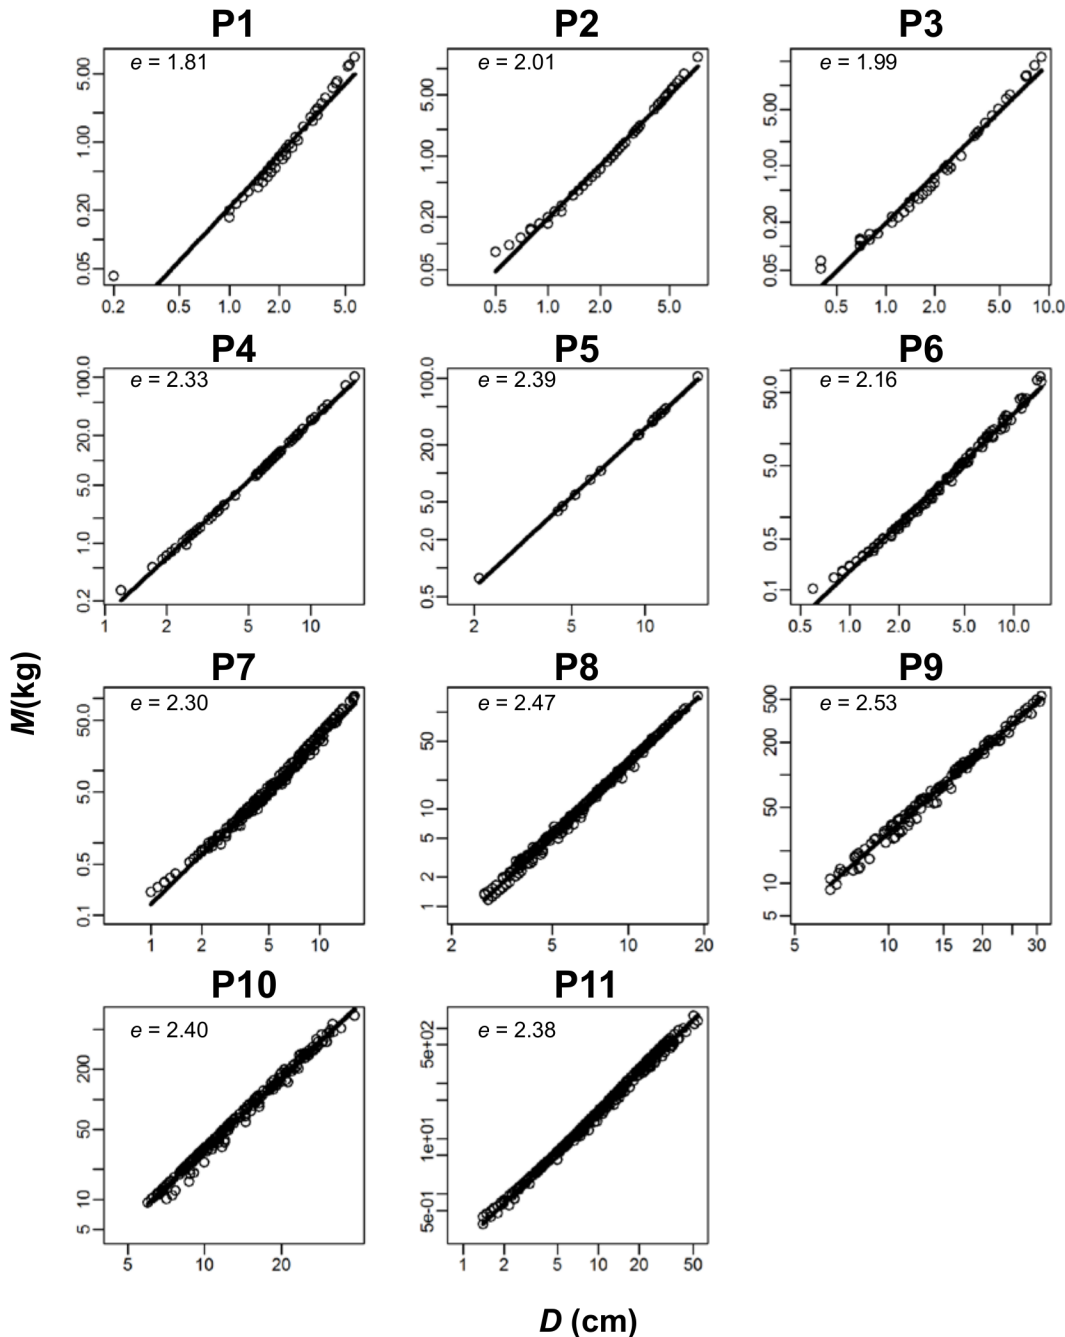 P1 P2 P3
e = 1.81 e = 2.01 e = 1.99
5.00 1.00 0.20 0.05
0.2 0.5 1.0 2.0 5.0
5.00 1.00 0.20 0.05
0.5 1.0 2.0 5.0
5.00 1.00 0.20 0.05
0.5 1.0 2.0 5.0 10.0
P4 P5 P6
e = 2.33 e = 2.39 e = 2.16
100.0 20.0 5.0 1.0 0.2
1 2 5 10
100.0 20.0 5.0 2.0 0.5
2 5 10
50.0 5.0 0.5 0.1
0.5 1.0 2.0 5.0 10.0
M(kg)
P7 P8 P9
e = 2.30 e = 2.47 e = 2.53
50.0 5.0 0.5 0.1
1 2 5 10
50 10 5 2 1
2 5 10 20
500 200 50 10 5
5 10 15 20 30
P10 P11
e = 2.40 e = 2.38
200 50 10 5
5 10 20
5e+02 1e+01 5e-01
1 2 5 10 20 50
D (cm)